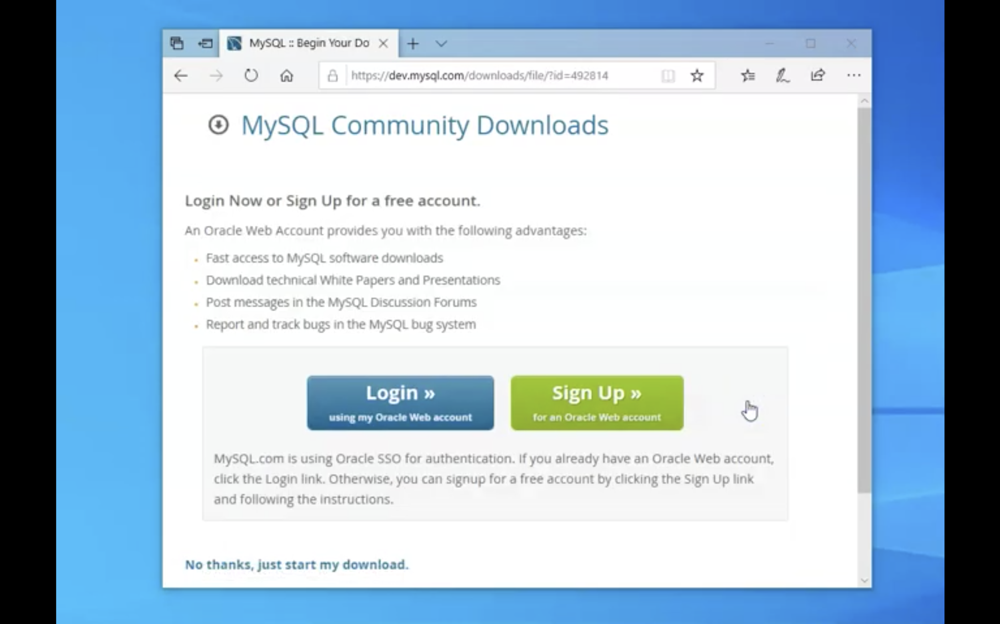 MySQL :: Begin Your Do
https://dev.mysql.com/downloads/file/?id=492814
MySQL Community Downloads
Login Now or Sign Up for a free account.
An Oracle Web Account provides you with the following advantages:
Fast access to MySQL software downloads
Download technical White Papers and Presentations
Post messages in the MySQL Discussion Forums
Report and track bugs in the MySQL bug system
Login »
using my Oracle Web account
Sign Up »
for an Oracle Web account
MySQL.com is using Oracle SSO for authentication. If you already have an Oracle Web account,
click the Login link. Otherwise, you can signup for a free account by clicking the Sign Up link
and following the instructions.
No thanks, just start my download.